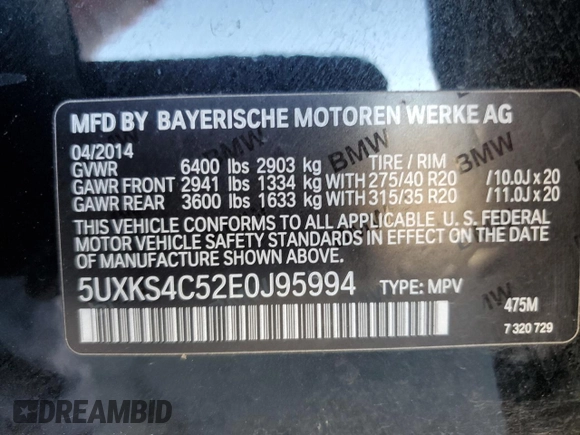 MFD BY BAYERISCHE MOTOREN WERKE AG
04/2014
GVWR 6400 lbs 2903 kg TIRE / RIM
GAWR FRONT 2941 lbs 1334 kg WITH 275/40 R20 /10.0J x 20
GAWR REAR 3600 lbs 1633 kg WITH 315/35 R20 /11.0J x 20
THIS VEHICLE CONFORMS TO ALL APPLICABLE U. S. FEDERAL
MOTOR VEHICLE SAFETY STANDARDS IN EFFECT ON THE DATE
OF MANUFACTURE SHOWN ABOVE.
5UXKS4C52E0J95994 TYPE: MPV
475M
7 320 729
BMW
BMW
BMW
BMW
DREAMBID